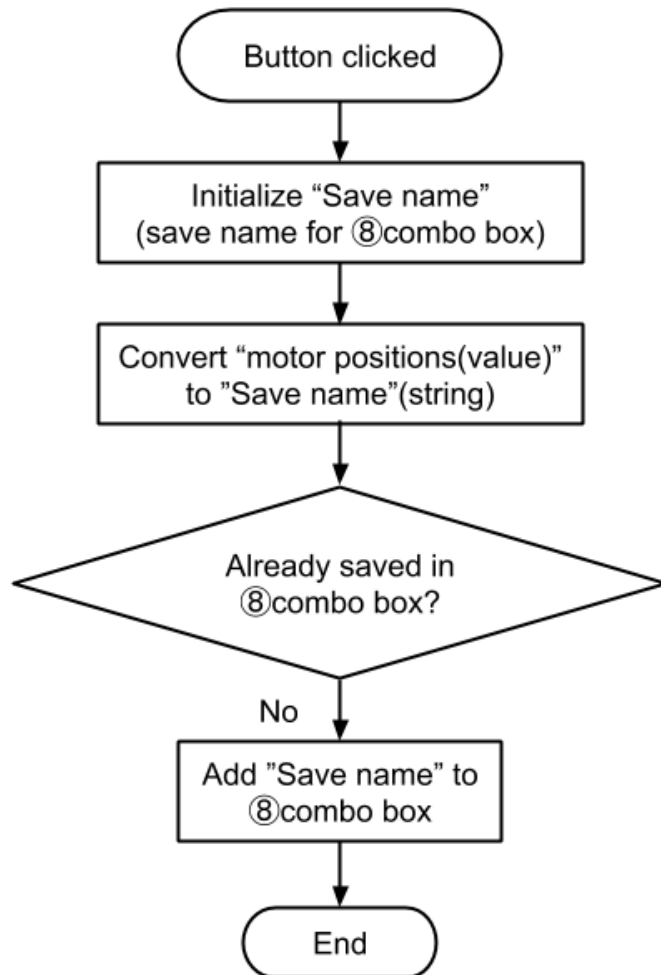 Button clicked
Initialize “Save name”
(save name for ⑧combo box)
Convert “motor positions(value)”
to ”Save name”(string)
Already saved in
⑧combo box?
No
Add ”Save name” to
⑧combo box
End